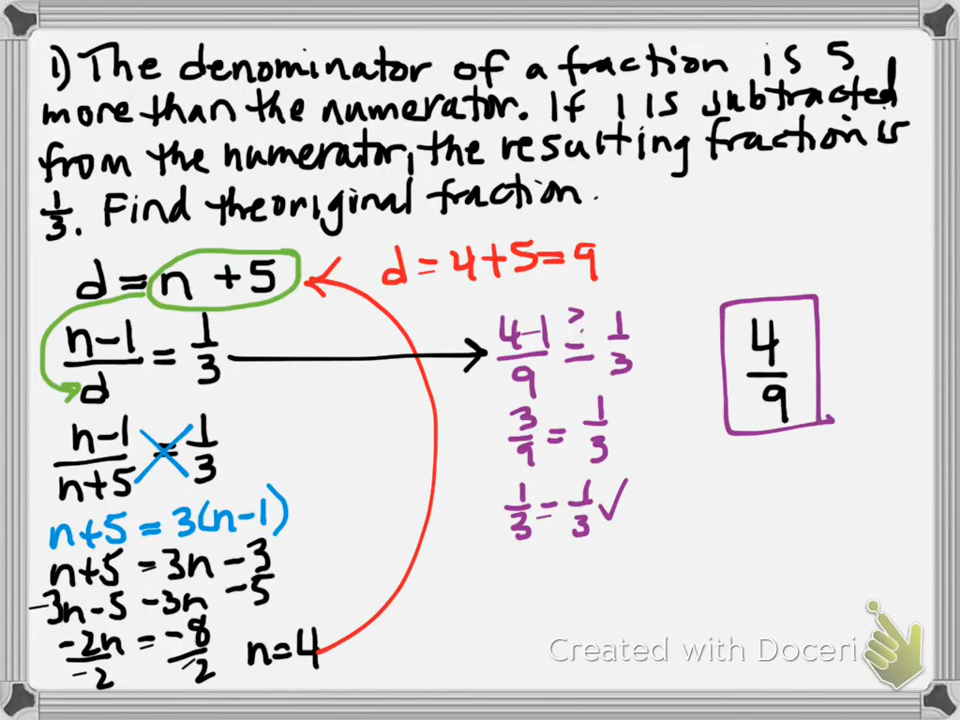 1) The denominator of a fraction is 5
more than the numerator. If 1 is subtracted
from the numerator, the resulting fraction is
1/3. Find the original fraction.
d = n + 5
d = 4 + 5 = 9
n-1/d = 1/3
4-1/9 ?= 1/3
4/9
n-1/n+5 = 1/3
3/9 = 1/3
n+5 = 3(n-1)
1/3 = 1/3 ✓
n+5 = 3n - 3
-3n - 5 -3n - 5
-2n/-2 = -8/-2 n = 4
Created with Doceri